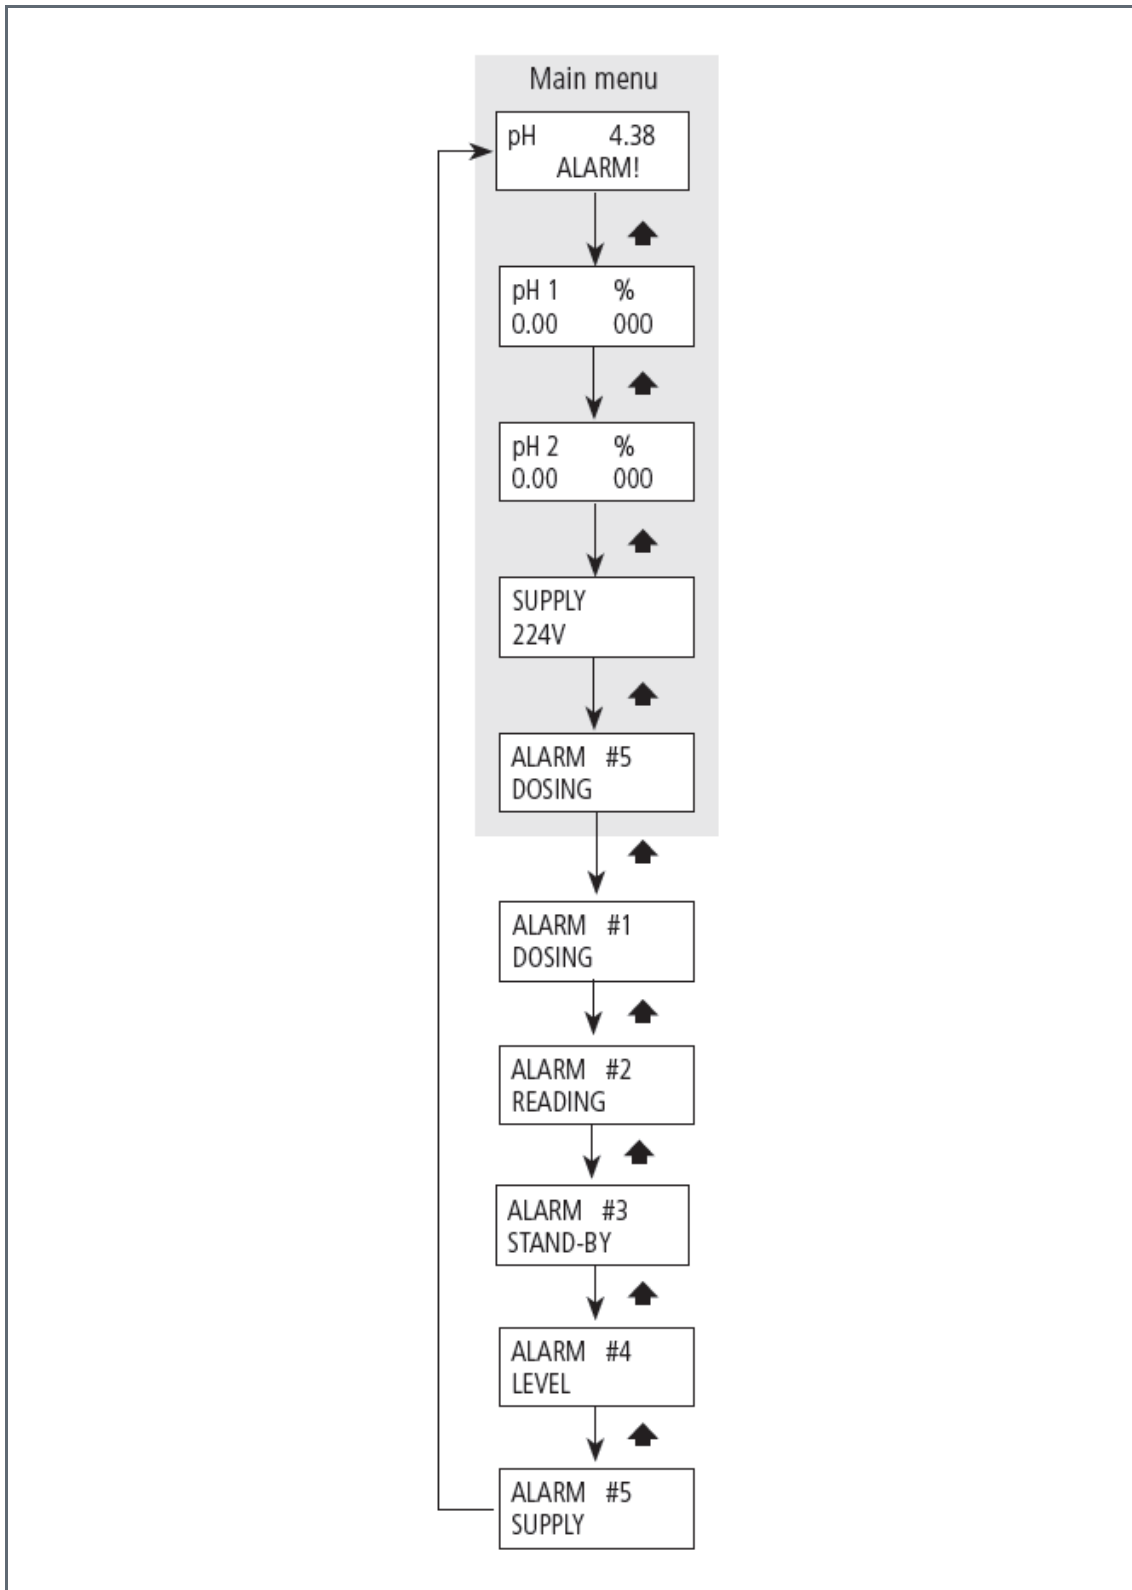 Main menu
pH 4.38
ALARM!
pH 1 %
0.00 000
pH 2 %
0.00 000
SUPPLY
224V
ALARM #5
DOSING
ALARM #1
DOSING
ALARM #2
READING
ALARM #3
STAND-BY
ALARM #4
LEVEL
ALARM #5
SUPPLY